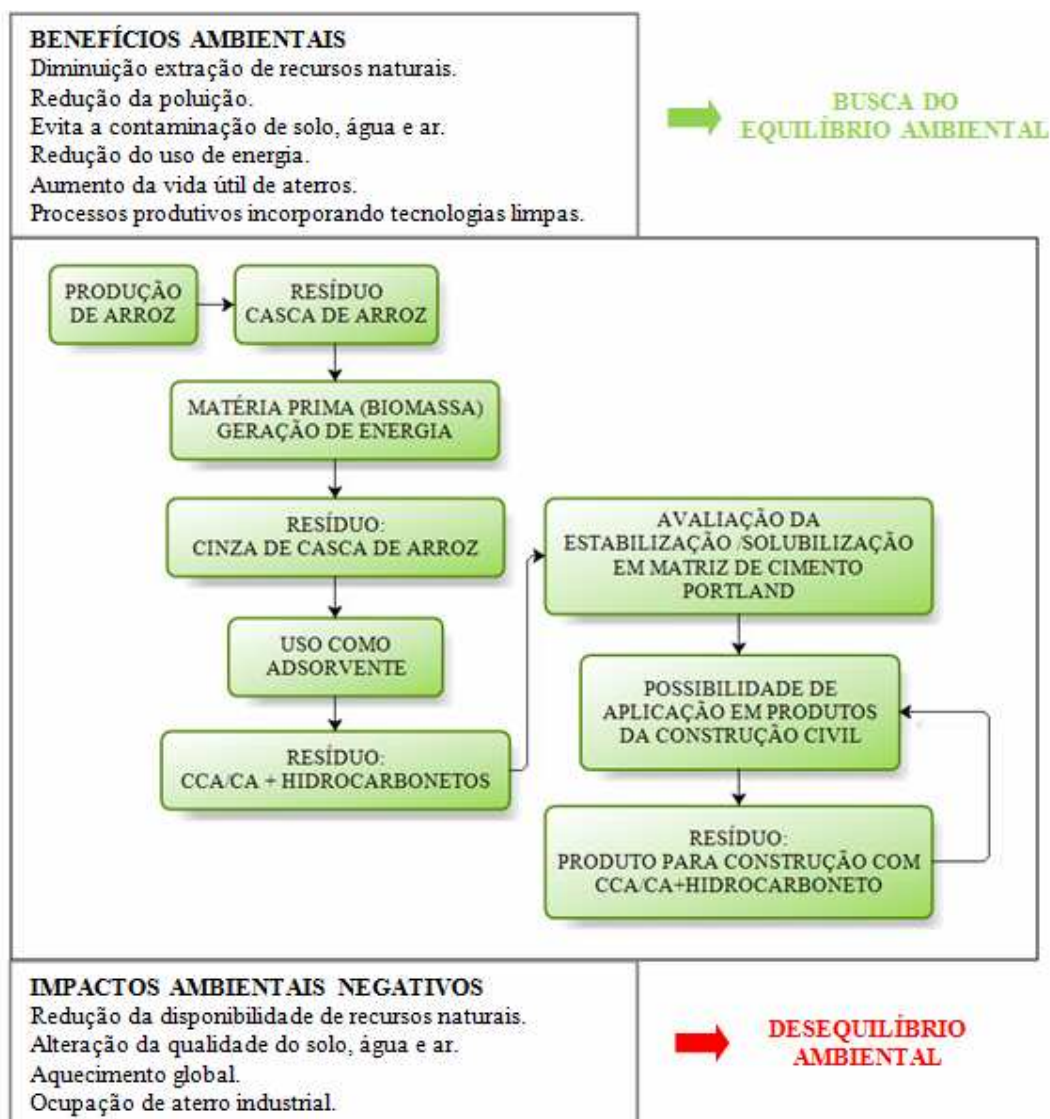 BENEFÍCIOS AMBIENTAIS
Diminuição extração de recursos naturais.
Redução da poluição.
Evita a contaminação de solo, água e ar.
Redução do uso de energia.
Aumento da vida útil de aterros.
Processos produtivos incorporando tecnologias limpas.
BUSCA DO
EQUILÍBRIO AMBIENTAL
PRODUÇÃO
DE ARROZ
RESÍDUO
CASCA DE ARROZ
MATÉRIA PRIMA (BIOMASSA)
GERAÇÃO DE ENERGIA
RESÍDUO:
CINZA DE CASCA DE ARROZ
USO COMO
ADSORVENTE
RESÍDUO:
CCA/CA + HIDROCARBONETOS
AVALIAÇÃO DA
ESTABILIZAÇÃO /SOLUBILIZAÇÃO
EM MATRIZ DE CIMENTO
PORTLAND
POSSIBILIDADE DE
APLICAÇÃO EM PRODUTOS
DA CONSTRUÇÃO CIVIL
RESÍDUO:
PRODUTO PARA CONSTRUÇÃO COM
CCA/CA+HIDROCARBONETO
IMPACTOS AMBIENTAIS NEGATIVOS
Redução da disponibilidade de recursos naturais.
Alteração da qualidade do solo, água e ar.
Aquecimento global.
Ocupação de aterro industrial.
DESEQUILÍBRIO
AMBIENTAL